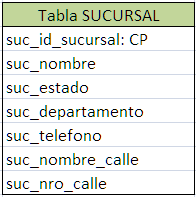 Tabla SUCURSAL
suc_id_sucursal: CP
suc_nombre
suc_estado
suc_departamento
suc_telefono
suc_nombre_calle
suc_nro_calle